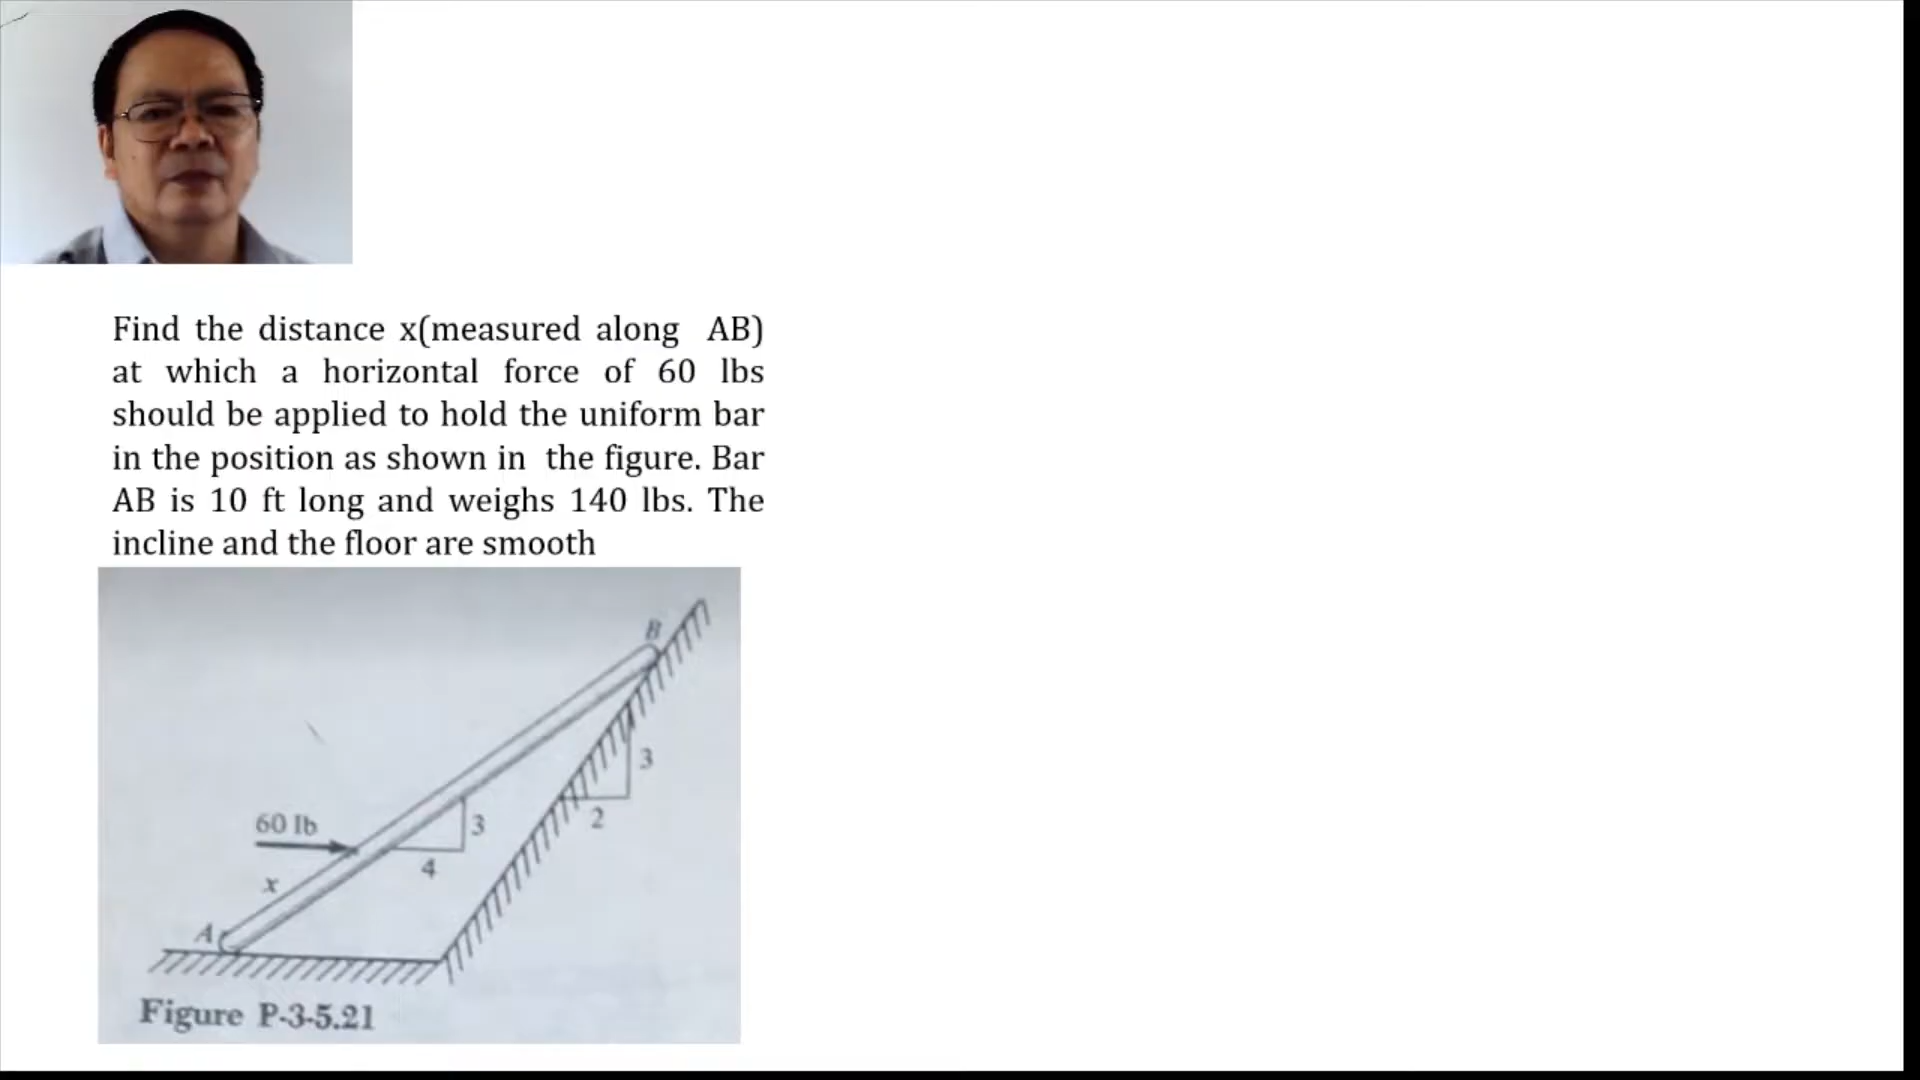 Find the distance x(measured along AB)
at which a horizontal force of 60 lbs
should be applied to hold the uniform bar
in the position as shown in the figure. Bar
AB is 10 ft long and weighs 140 lbs. The
incline and the floor are smooth
B
3
2
60 lb
3
4
x
A
Figure P-3-5.21